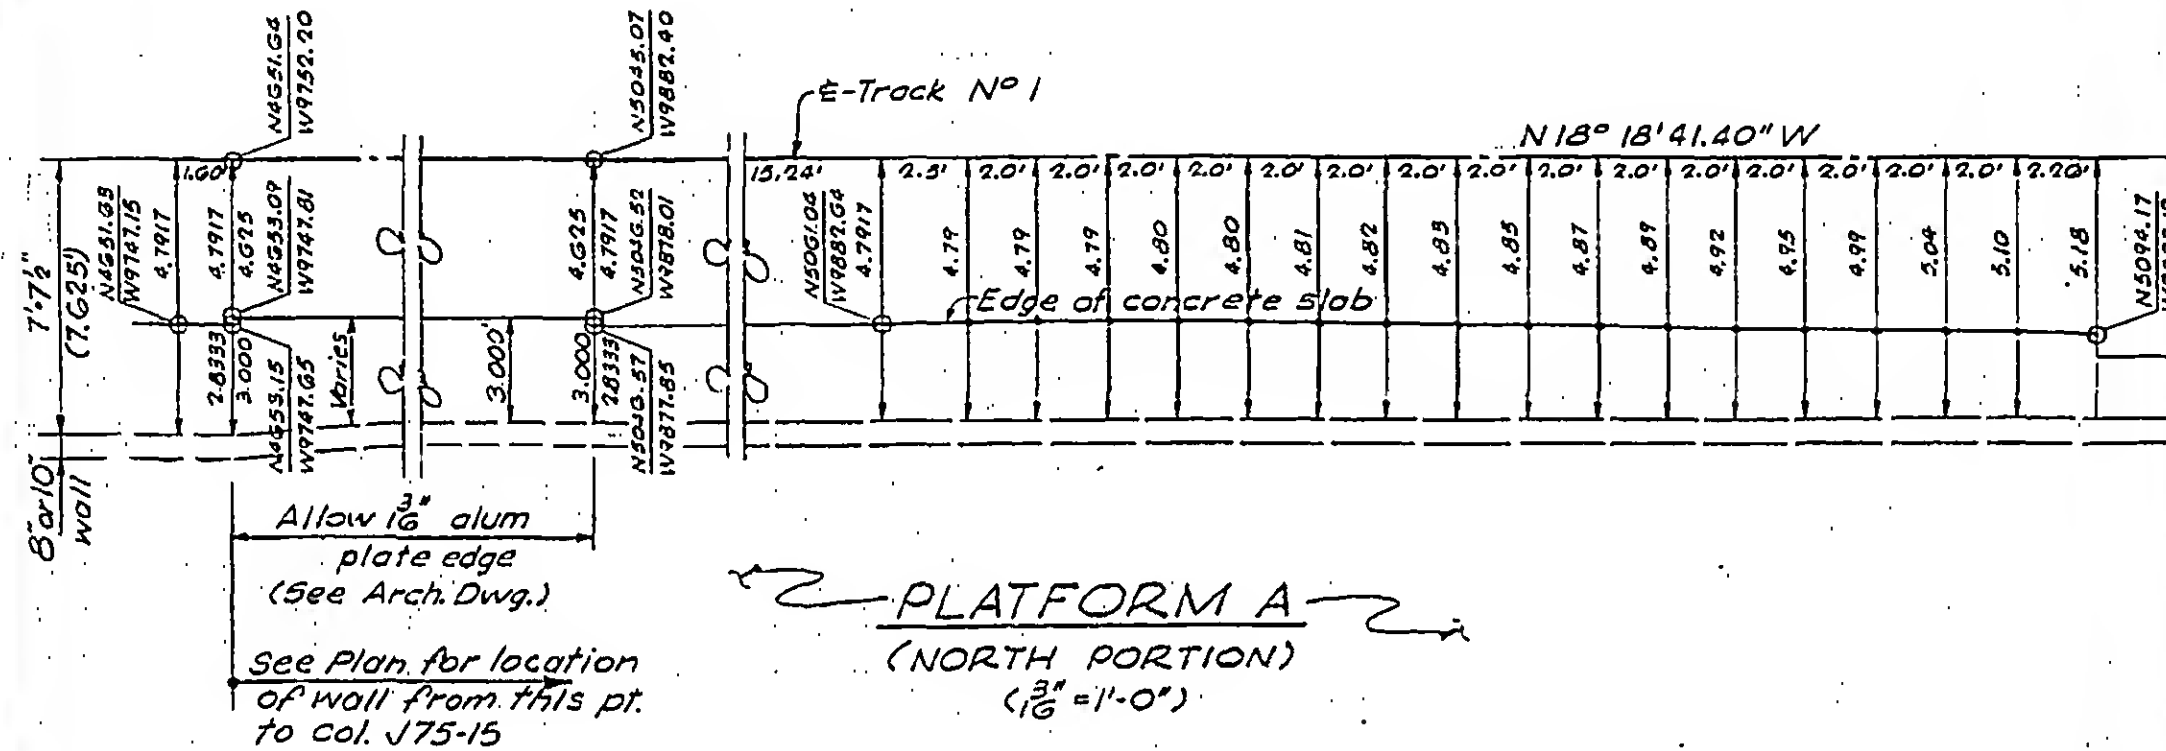 N4651.64
W9752.20
N5045.07
W9882.40
℄-Track Nº 1
N 18° 18' 41.40" W
1.60'
15.24'
2.5' 2.0' 2.0' 2.0' 2.0' 2.0' 2.0' 2.0' 2.0' 2.0' 2.0' 2.0' 2.0' 2.0' 2.0' 2.0' 2.20'
7'-7½"
(7.625')
N4651.63
W9747.15
4.7917
4.7917
4.625
N4653.09
W9747.81
4.625
4.7917
N5036.52
W9878.01
N5061.04
W9882.64
4.7917
4.79
4.79
4.79
4.80
4.80
4.81
4.82
4.83
4.85
4.87
4.89
4.92
4.95
4.99
5.04
5.10
5.18
N5094.17
Edge of concrete slab
2.8333
3.000'
N4653.15
W9747.65
Varies
3.000'
3.000'
2.8333
N5036.57
W9877.85
8" or 10"
wall
Allow 3/16" alum
plate edge
(See Arch. Dwg.)
See Plan for location
of wall from this pt.
to col. J75-15
PLATFORM A
(NORTH PORTION)
(3/16" = 1'-0")